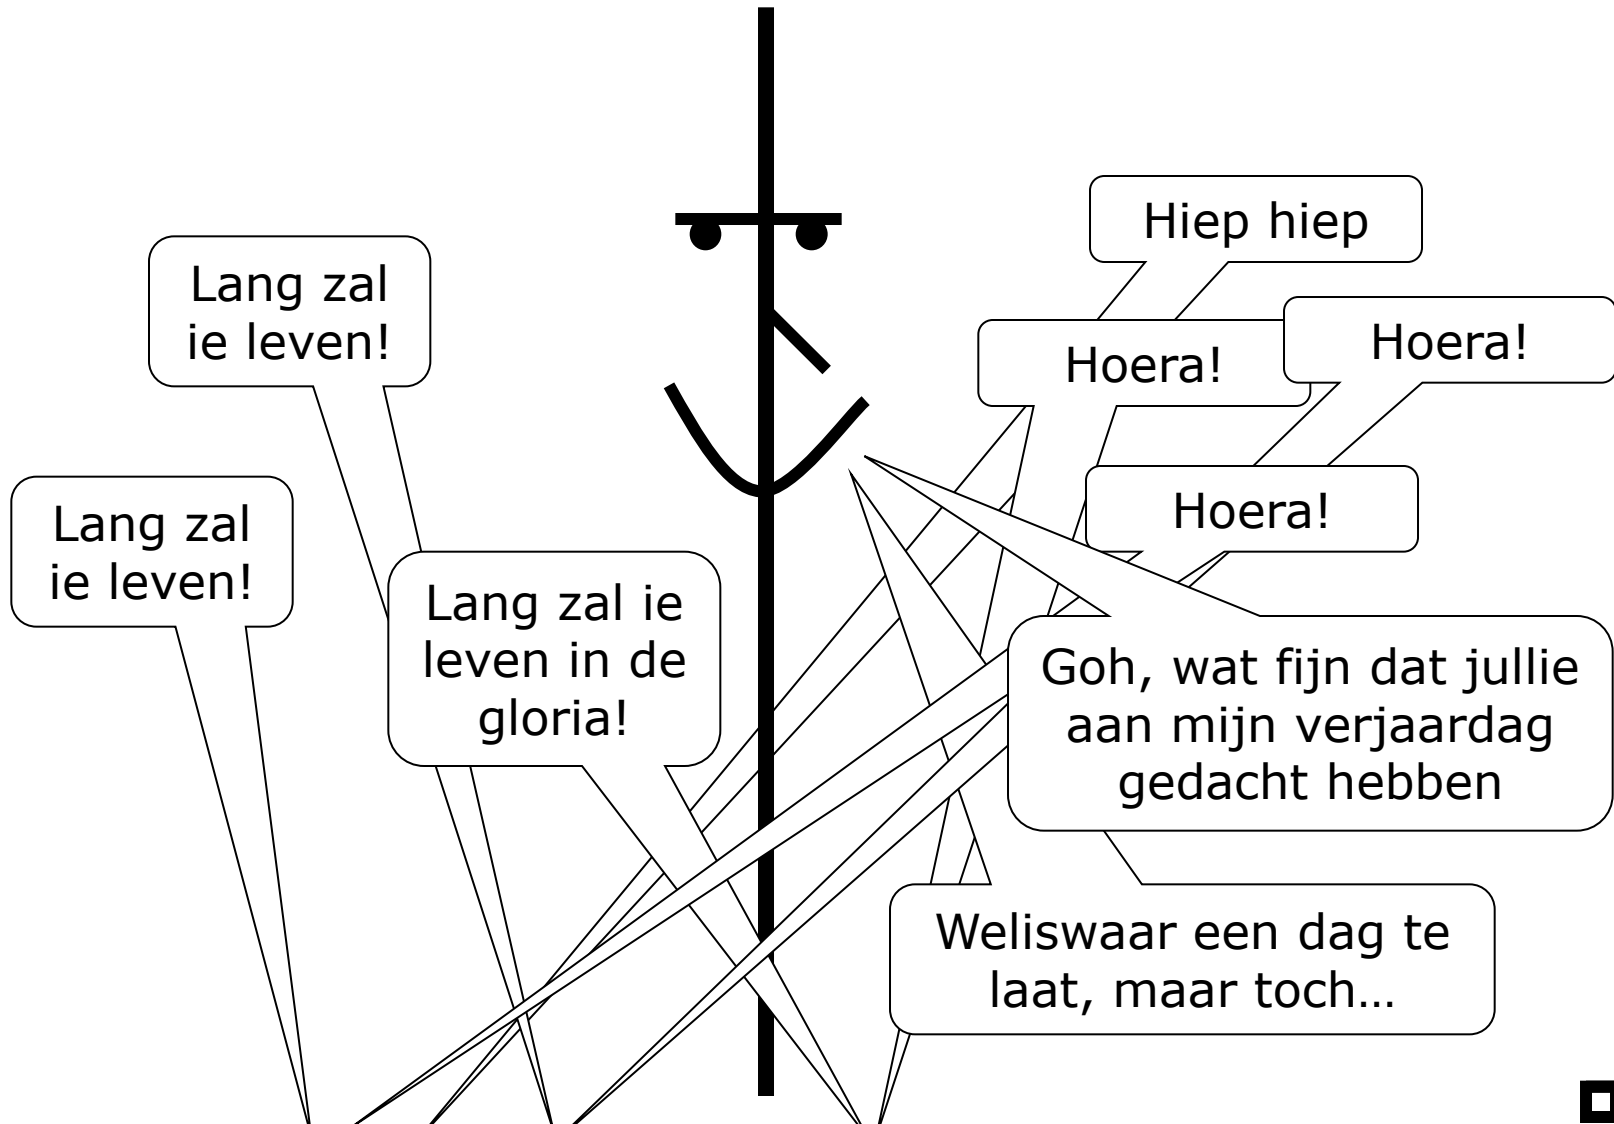 Lang zal
ie leven!
Lang zal
ie leven!
Lang zal ie
leven in de
gloria!
Hiep hiep
Hoera!
Hoera!
Hoera!
Goh, wat fijn dat jullie
aan mijn verjaardag
gedacht hebben
Weliswaar een dag te
laat, maar toch…